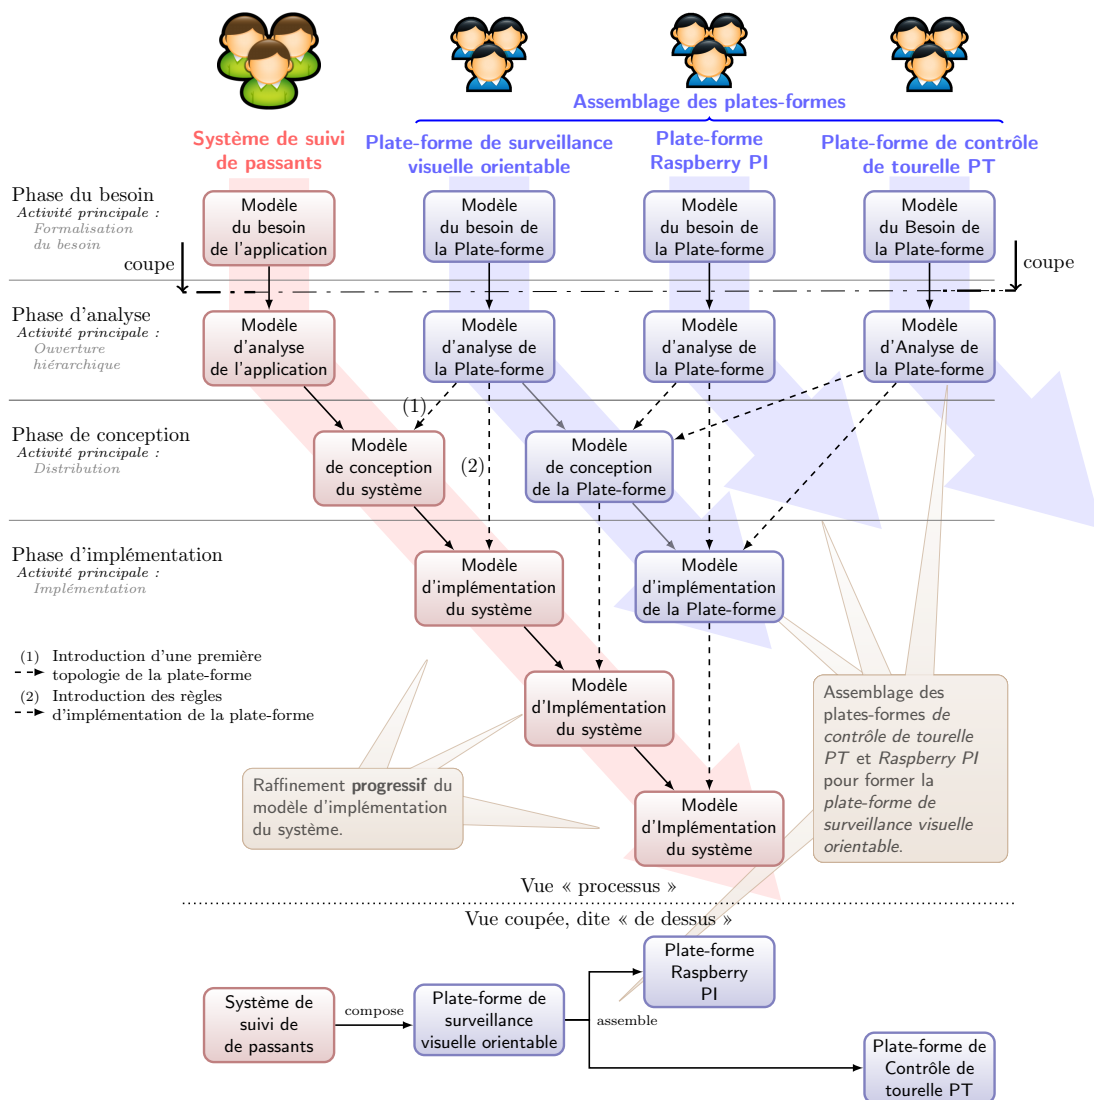 Assemblage des plates-formes
Système de suivi
de passants
Plate-forme de surveillance
visuelle orientable
Plate-forme
Raspberry PI
Plate-forme de contrôle
de tourelle PT
Phase du besoin
Activité principale :
Formalisation
du besoin
Modèle
du besoin
de l'application
Modèle
du besoin de
la Plate-forme
Modèle
du besoin de
la Plate-forme
Modèle
du Besoin de
la Plate-forme
coupe
coupe
Phase d'analyse
Activité principale :
Ouverture
hiérarchique
Modèle
d'analyse
de l'application
Modèle
d'analyse de
la Plate-forme
Modèle
d'analyse de
la Plate-forme
Modèle
d'Analyse de
la Plate-forme
(1)
Phase de conception
Activité principale :
Distribution
Modèle
de conception
du système
(2)
Modèle
de conception
de la Plate-forme
Phase d'implémentation
Activité principale :
Implémentation
Modèle
d'implémentation
du système
Modèle
d'implémentation
de la Plate-forme
(1) Introduction d'une première
topologie de la plate-forme
(2) Introduction des règles
d'implémentation de la plate-forme
Modèle
d'Implémentation
du système
Assemblage des
plates-formes de
contrôle de tourelle
PT et Raspberry PI
pour former la
plate-forme de
surveillance visuelle
orientable.
Raffinement progressif du
modèle d'implémentation
du système.
Modèle
d'Implémentation
du système
Vue « processus »
Vue coupée, dite « de dessus »
Système de
suivi de
de passants
compose
Plate-forme de
surveillance
visuelle orientable
assemble
Plate-forme
Raspberry
PI
Plate-forme de
Contrôle de
tourelle PT